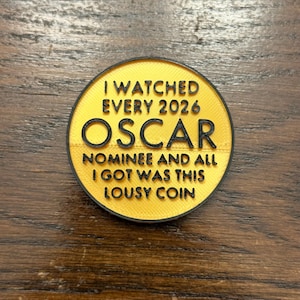 I WATCHED
EVERY 2026
OSCAR
NOMINEE AND ALL
I GOT WAS THIS
LOUSY COIN